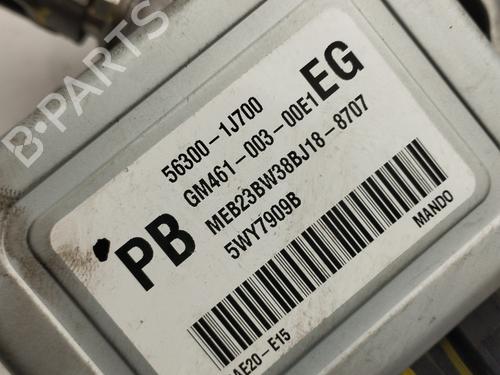 B-PARTS
56300-1J700
GM461-003-00E1
EG
MEB23BW38BJ18-8707
PB
5WY7909B
MANDO
AE20-E15